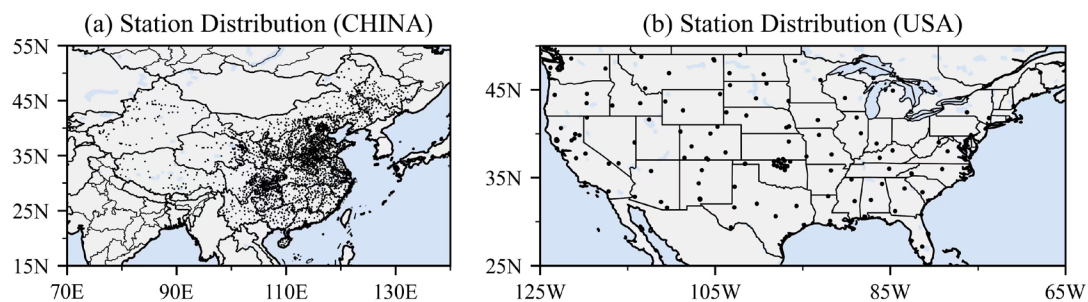 (a) Station Distribution (CHINA)
(b) Station Distribution (USA)
55N
45N
35N
25N
15N
70E 90E 110E 130E
45N
35N
25N
125W 105W 85W 65W